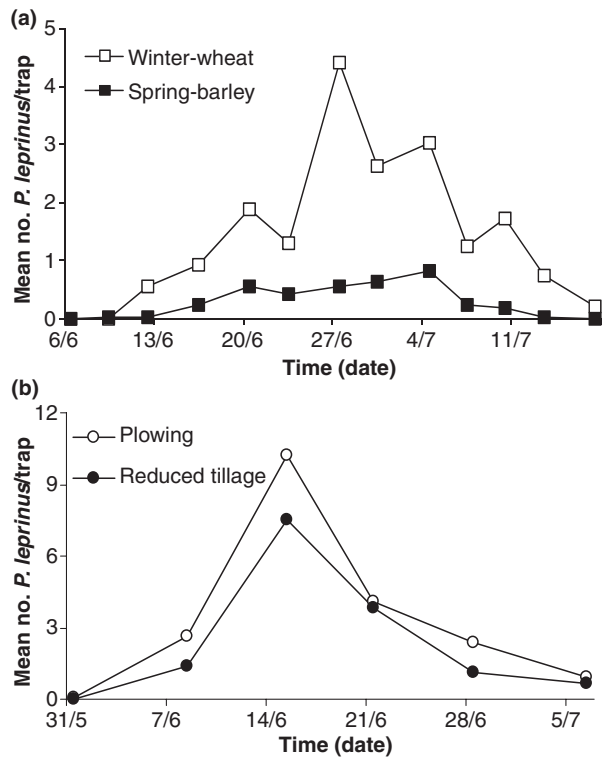 (a)
Mean no. P. leprinus/trap
5
4
3
2
1
0
Winter-wheat
Spring-barley
6/6 13/6 20/6 27/6 4/7 11/7
Time (date)
(b)
Mean no. P. leprinus/trap
12
9
6
3
0
Plowing
Reduced tillage
31/5 7/6 14/6 21/6 28/6 5/7
Time (date)